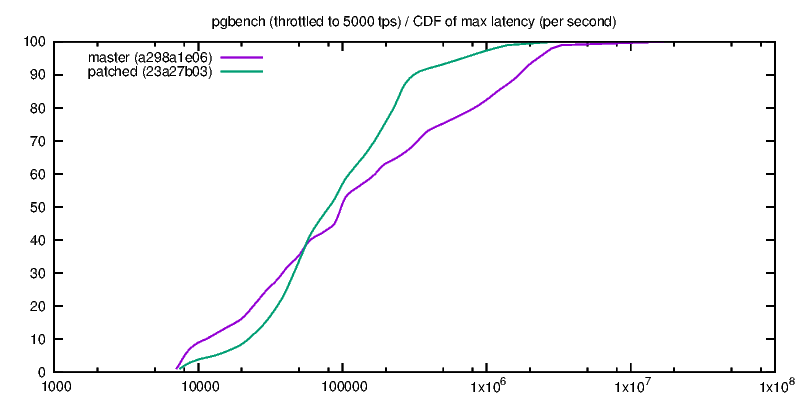 pgbench (throttled to 5000 tps) / CDF of max latency (per second)
100
master (a298a1e06)
patched (23a27b03)
90
80
70
60
50
40
30
20
10
0
1000 10000 100000 1x10⁶ 1x10⁷ 1x10⁸